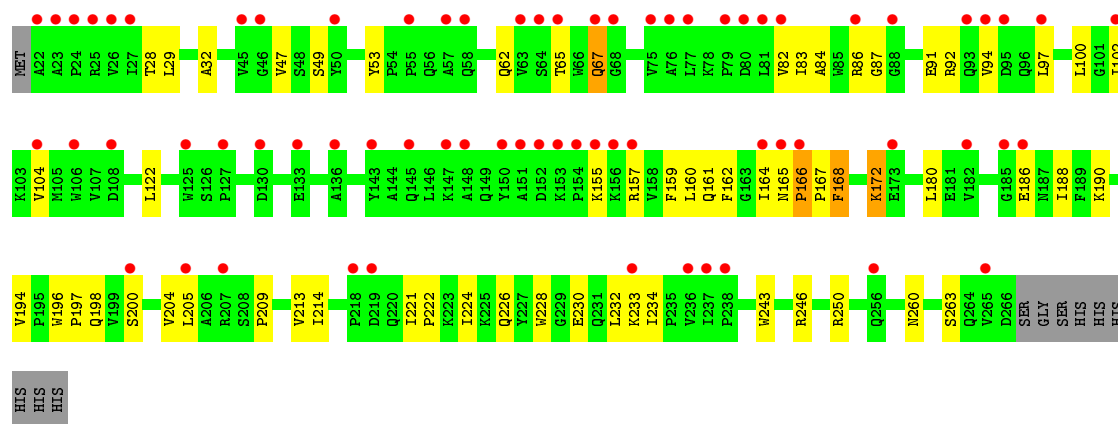 MET A22 A23 P24 R25 V26 I27 T28 L29 A32 V45 G46 V47 S48 S49 Y50 Y53 P54 P55 Q56 A57 Q58 Q62 V63 S64 T65 W66 Q67 G68 V75 A76 L77 K78 P79 D80 L81 V82 I83 A84 W85 R86 G87 G88 E91 R92 Q93 V94 D95 Q96 L97 L100 G101 I102
K103 V104 M105 W106 V107 D108 L122 W125 S126 P127 D130 E133 A136 Y143 A144 Q145 L146 K147 A148 Q149 Y150 A151 D152 K153 P154 K155 K156 R157 V158 F159 L160 Q161 F162 G163 I164 N165 P166 P167 F168 K172 E173 L180 E181 V182 G185 E186 N187 I188 F189 K190
V194 P195 W196 P197 Q198 V199 S200 V204 L205 A206 R207 S208 P209 V213 I214 P218 D219 Q220 I221 P222 K223 I224 K225 Q226 Y227 W228 G229 E230 Q231 L232 K233 I234 P235 V236 I237 P238 W243 R246 R250 Q256 N260 S263 Q264 V265 D266 SER GLY SER HIS HIS HIS
HIS HIS HIS